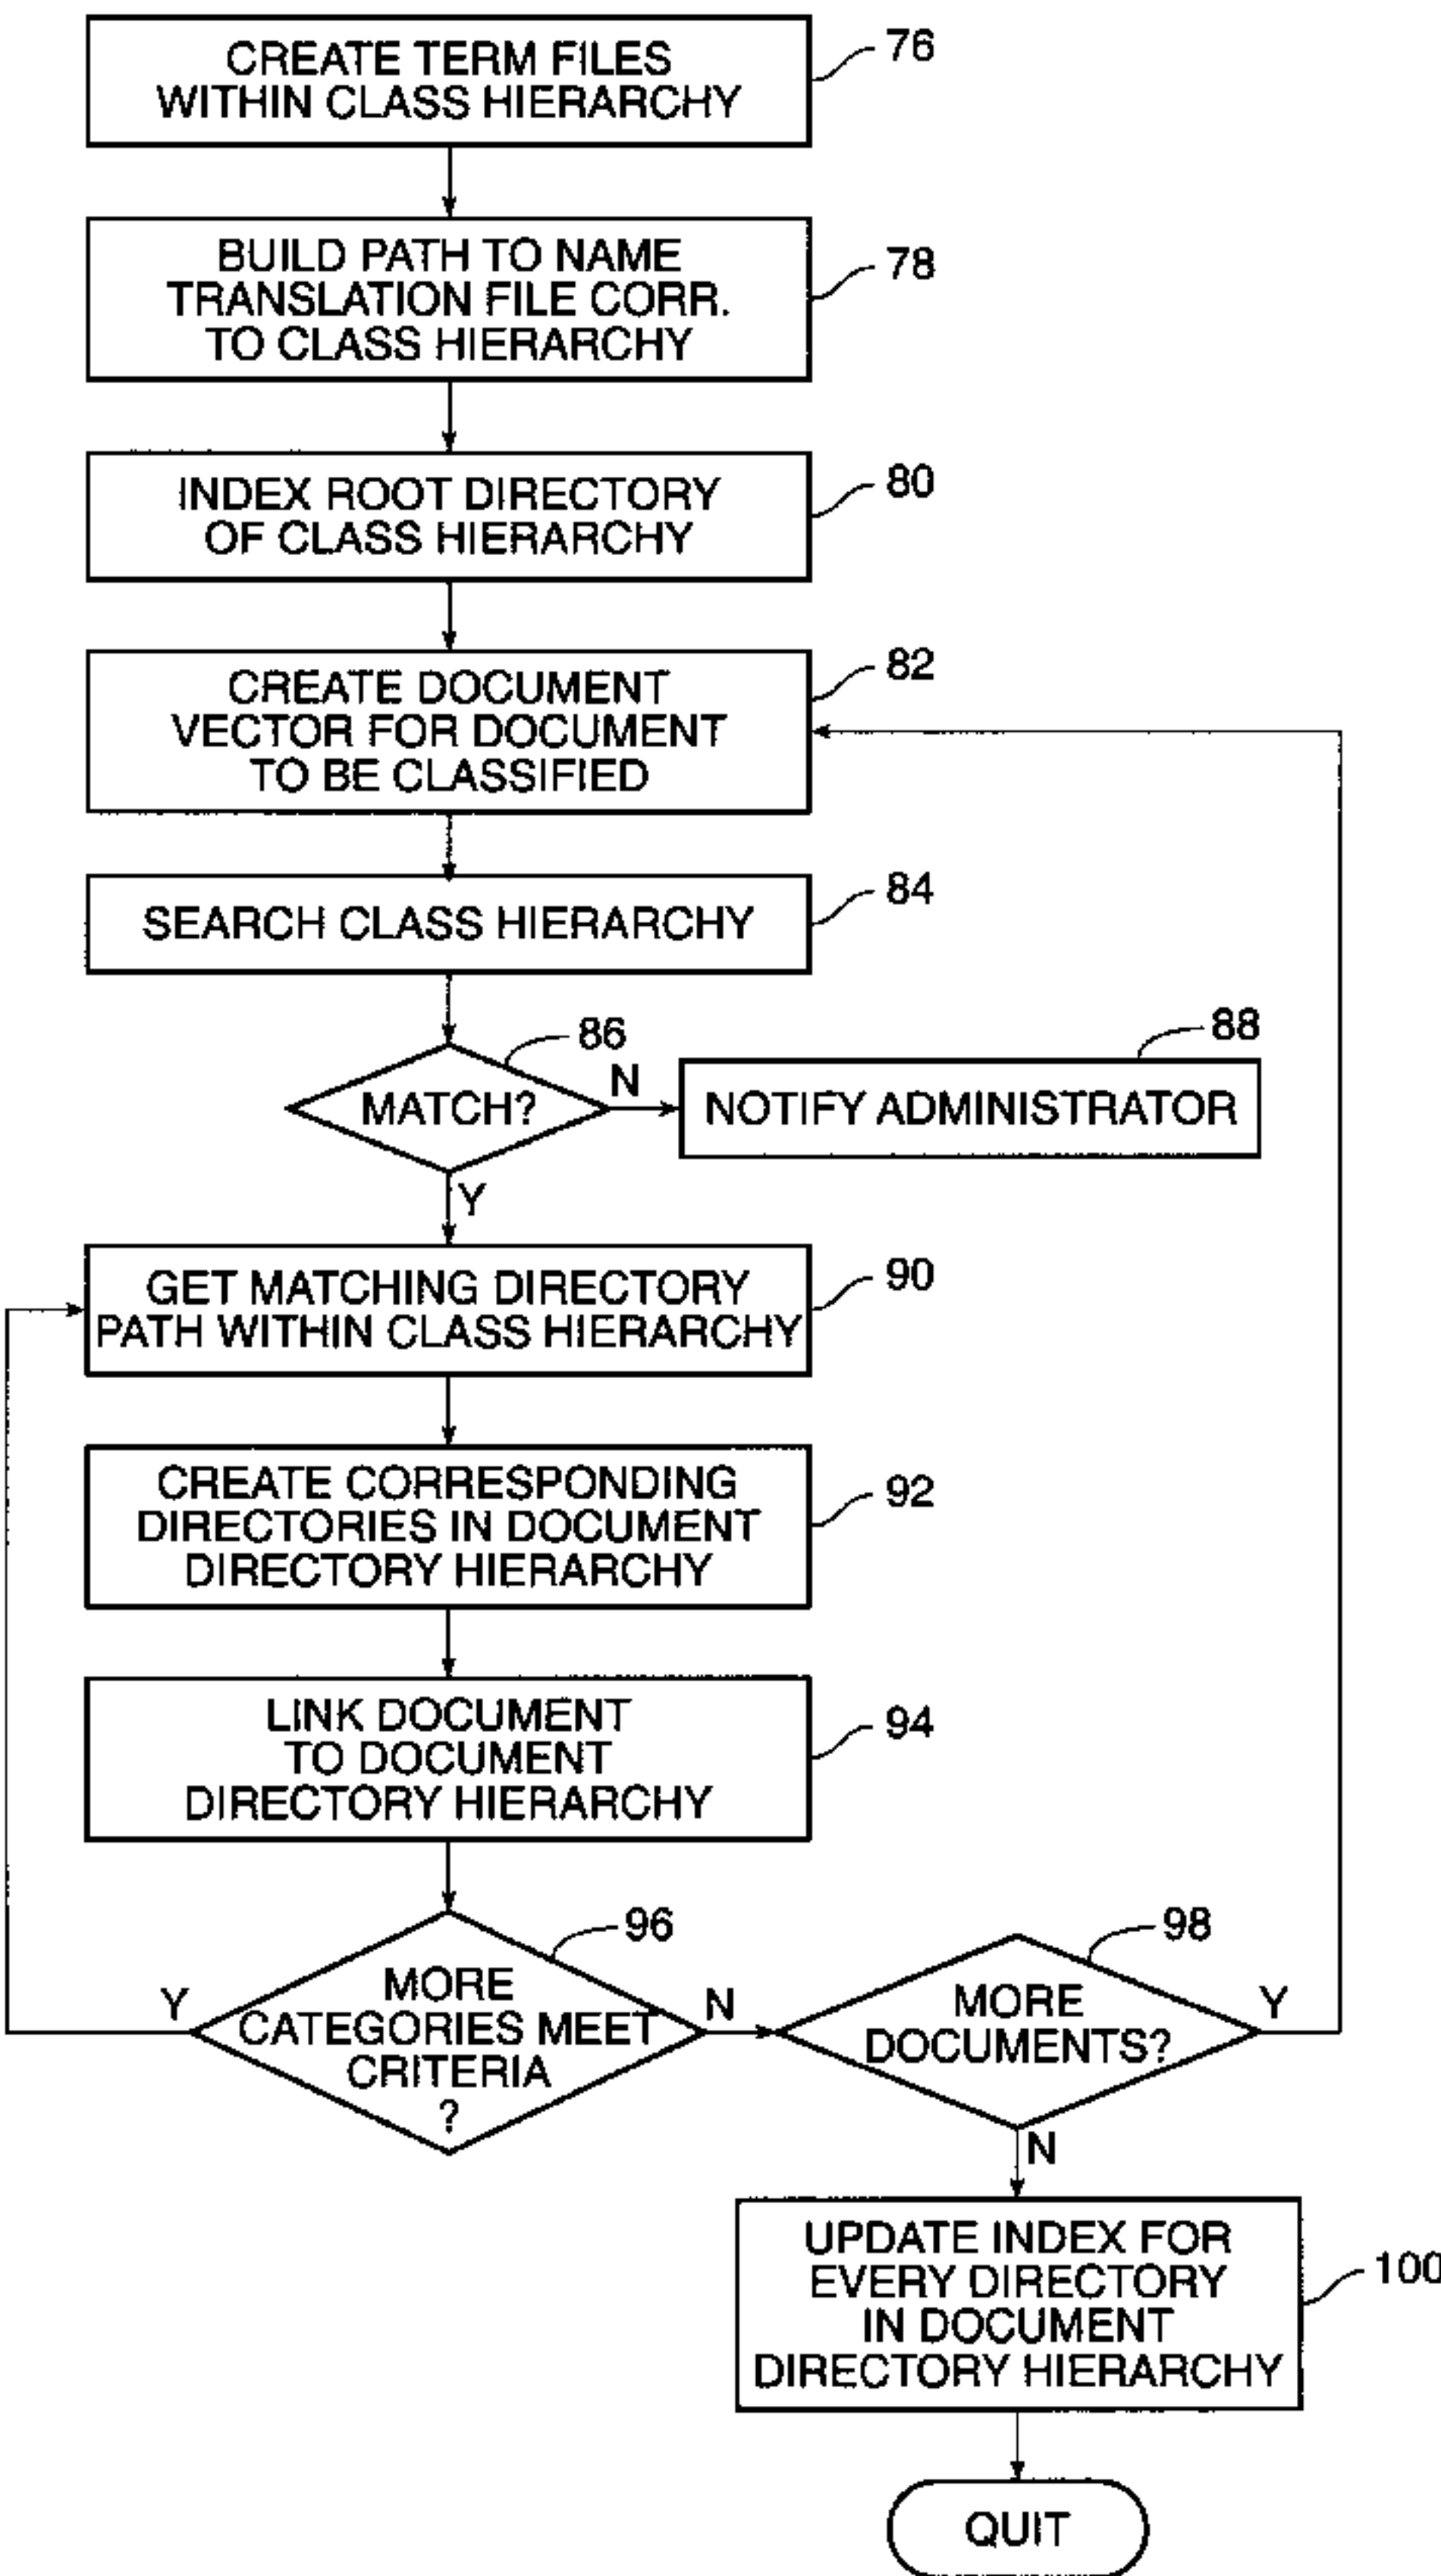 CREATE TERM FILES
WITHIN CLASS HIERARCHY
76
BUILD PATH TO NAME
TRANSLATION FILE CORR.
TO CLASS HIERARCHY
78
INDEX ROOT DIRECTORY
OF CLASS HIERARCHY
80
CREATE DOCUMENT
VECTOR FOR DOCUMENT
TO BE CLASSIFIED
82
SEARCH CLASS HIERARCHY
84
MATCH?
86
N
NOTIFY ADMINISTRATOR
88
Y
GET MATCHING DIRECTORY
PATH WITHIN CLASS HIERARCHY
90
CREATE CORRESPONDING
DIRECTORIES IN DOCUMENT
DIRECTORY HIERARCHY
92
LINK DOCUMENT
TO DOCUMENT
DIRECTORY HIERARCHY
94
Y
MORE
CATEGORIES MEET
CRITERIA
?
96
N
MORE
DOCUMENTS?
98
Y
N
UPDATE INDEX FOR
EVERY DIRECTORY
IN DOCUMENT
DIRECTORY HIERARCHY
100
QUIT